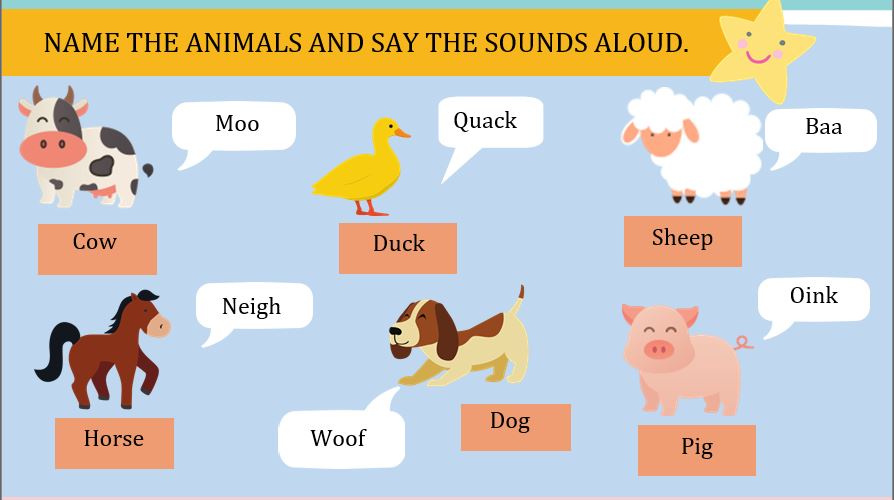 NAME THE ANIMALS AND SAY THE SOUNDS ALOUD.
Moo
Quack
Baa
Cow
Duck
Sheep
Neigh
Oink
Woof
Horse
Dog
Pig